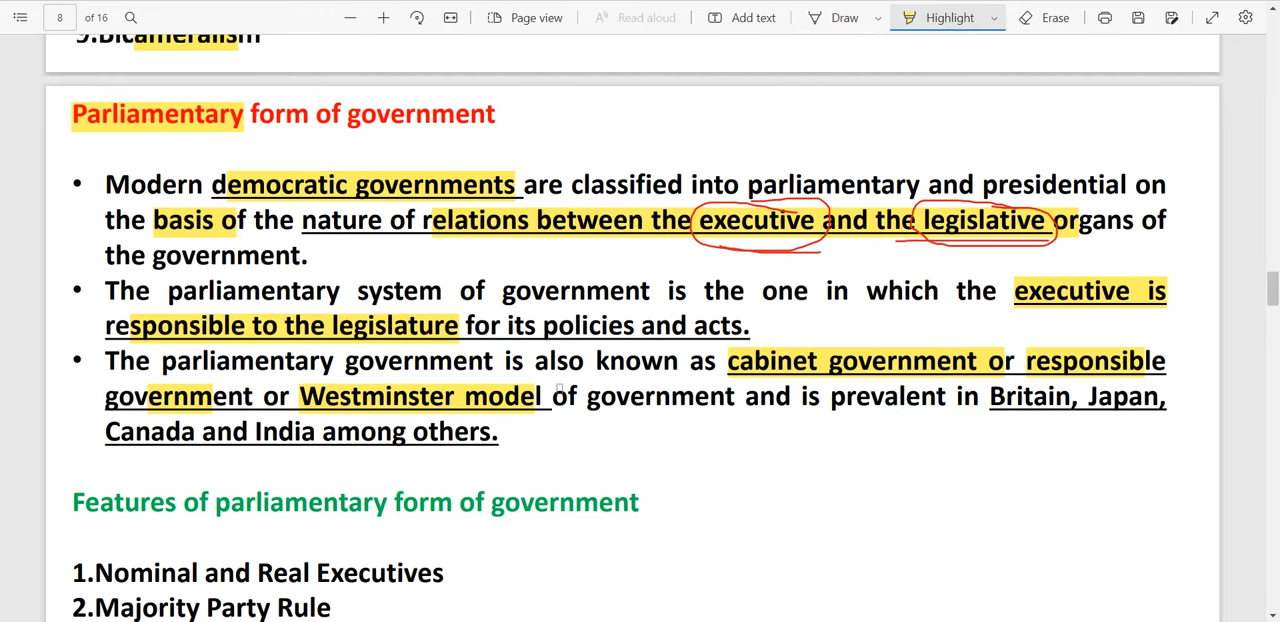 8 of 16 Page view Read aloud Add text Draw Highlight Erase
9.Bicameralism
Parliamentary form of government
• Modern democratic governments are classified into parliamentary and presidential on
the basis of the nature of relations between the executive and the legislative organs of
the government.
• The parliamentary system of government is the one in which the executive is
responsible to the legislature for its policies and acts.
• The parliamentary government is also known as cabinet government or responsible
government or Westminster model of government and is prevalent in Britain, Japan,
Canada and India among others.
Features of parliamentary form of government
1.Nominal and Real Executives
2.Majority Party Rule